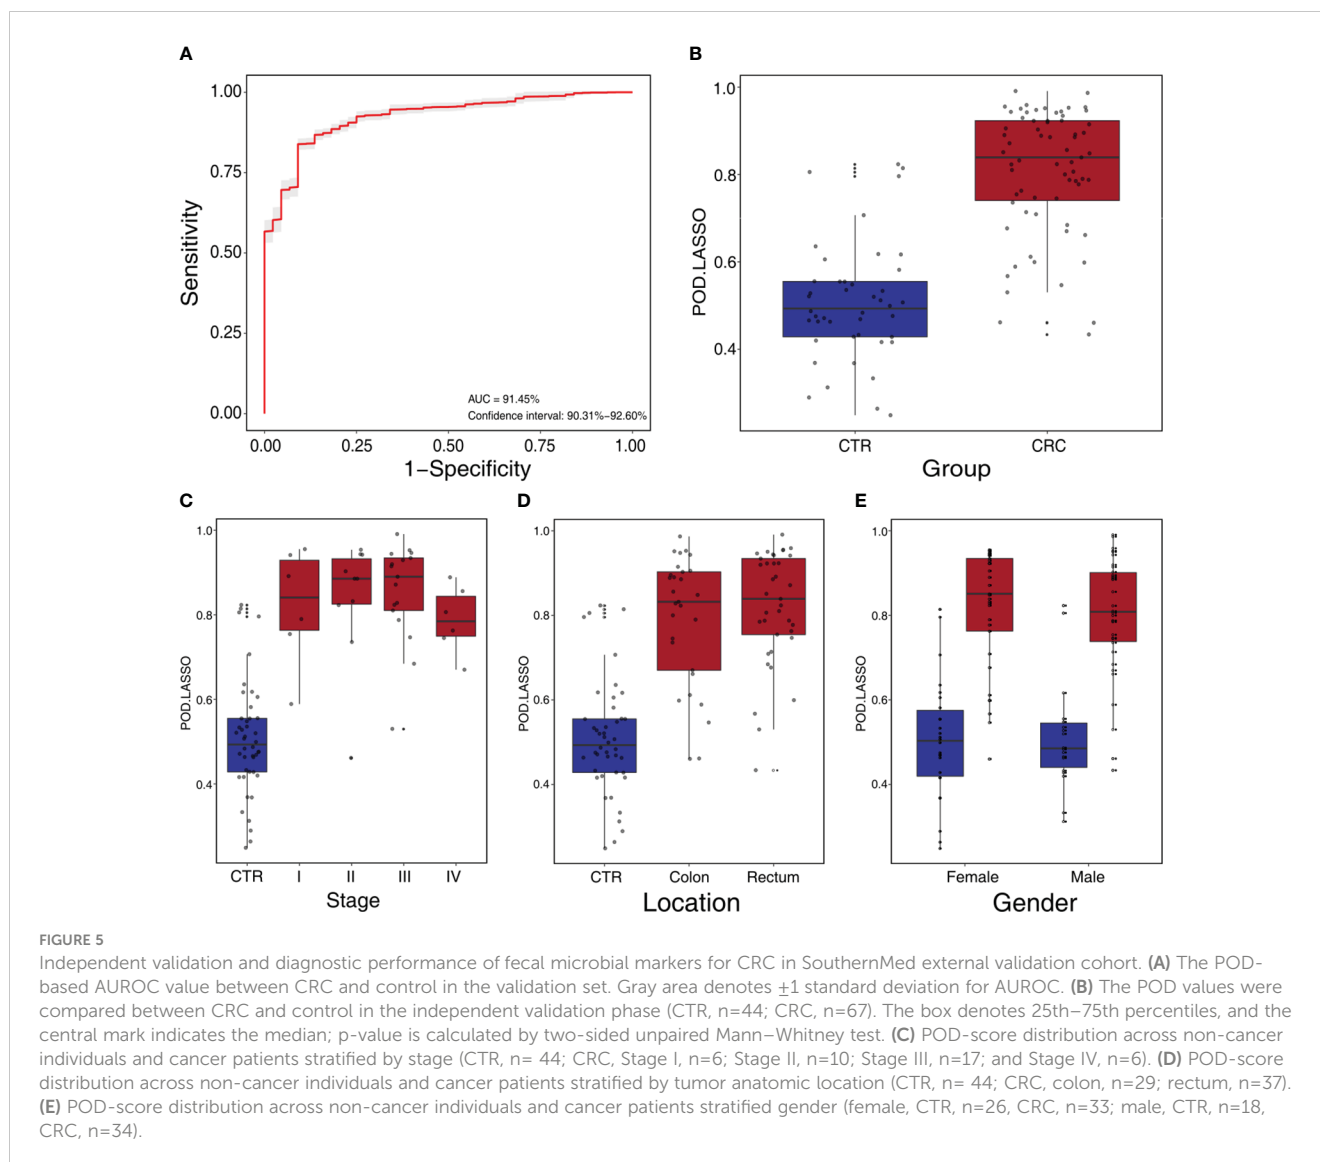 A
B
1.00
0.75
0.50
0.25
0.00
Sensitivity
AUC = 91.45%
Confidence interval: 90.31%−92.60%
0.00 0.25 0.50 0.75 1.00
1−Specificity
1.0
0.8
0.6
0.4
POD.LASSO
CTR CRC
Group
C
D
E
1.0
0.8
0.6
0.4
POD.LASSO
CTR I II III IV
Stage
1.0
0.8
0.6
0.4
POD.LASSO
CTR Colon Rectum
Location
1.0
0.8
0.6
0.4
POD.LASSO
Female Male
Gender
FIGURE 5
Independent validation and diagnostic performance of fecal microbial markers for CRC in SouthernMed external validation cohort. (A) The POD-
based AUROC value between CRC and control in the validation set. Gray area denotes ±1 standard deviation for AUROC. (B) The POD values were
compared between CRC and control in the independent validation phase (CTR, n=44; CRC, n=67). The box denotes 25th–75th percentiles, and the
central mark indicates the median; p-value is calculated by two-sided unpaired Mann–Whitney test. (C) POD-score distribution across non-cancer
individuals and cancer patients stratified by stage (CTR, n= 44; CRC, Stage I, n=6; Stage II, n=10; Stage III, n=17; and Stage IV, n=6). (D) POD-score
distribution across non-cancer individuals and cancer patients stratified by tumor anatomic location (CTR, n= 44; CRC, colon, n=29; rectum, n=37).
(E) POD-score distribution across non-cancer individuals and cancer patients stratified gender (female, CTR, n=26, CRC, n=33; male, CTR, n=18,
CRC, n=34).